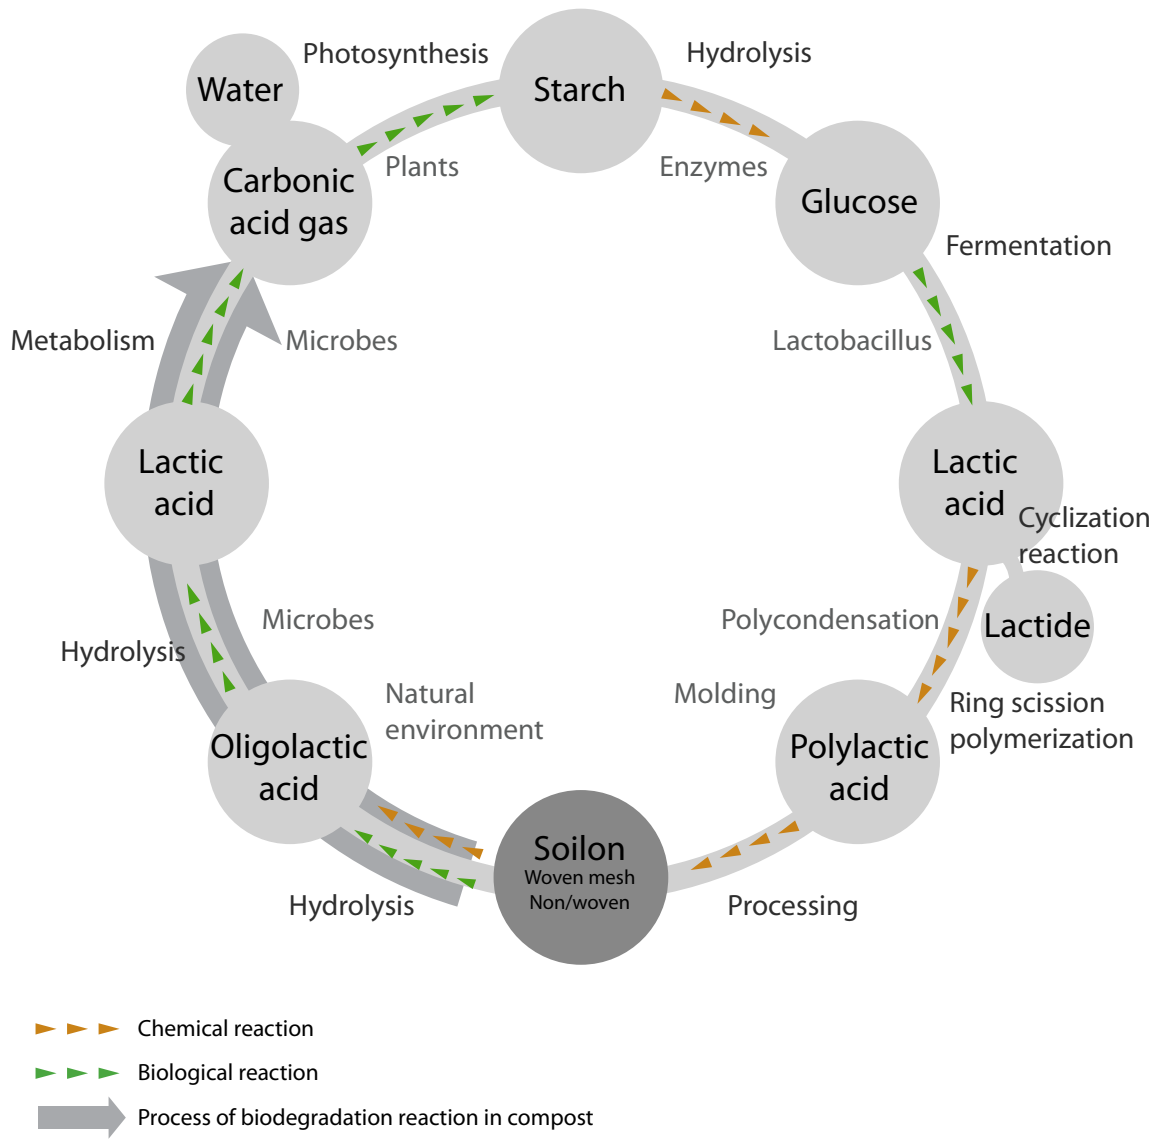 Photosynthesis
Hydrolysis
Water
Starch
Plants
Enzymes
Carbonic
acid gas
Glucose
Fermentation
Metabolism
Microbes
Lactobacillus
Lactic
acid
Lactic
acid
Cyclization
reaction
Microbes
Polycondensation
Lactide
Hydrolysis
Natural
environment
Molding
Ring scission
polymerization
Oligolactic
acid
Polylactic
acid
Soilon
Woven mesh
Non/woven
Hydrolysis
Processing
Chemical reaction
Biological reaction
Process of biodegradation reaction in compost